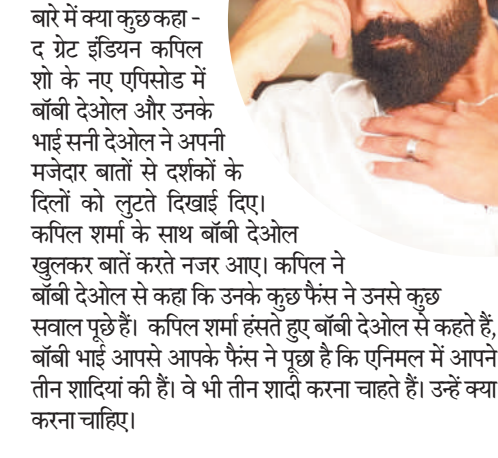 बारे में क्या कुछ कहा -
द ग्रेट इंडियन कपिल
शो के नए एपिसोड में
बॉबी देओल और उनके
भाई सनी देओल ने अपनी
मजेदार बातों से दर्शकों के
दिलों को लुटते दिखाई दिए।
कपिल शर्मा के साथ बॉबी देओल
खुलकर बातें करते नजर आए। कपिल ने
बॉबी देओल से कहा कि उनके कुछ फैंस ने उनसे कुछ
सवाल पूछे हैं। कपिल शर्मा हंसते हुए बॉबी देओल से कहते हैं,
बॉबी भाई आपसे आपके फैंस ने पूछा है कि एनिमल में आपने
तीन शादियां की हैं। वे भी तीन शादी करना चाहते हैं। उन्हें क्या
करना चाहिए।